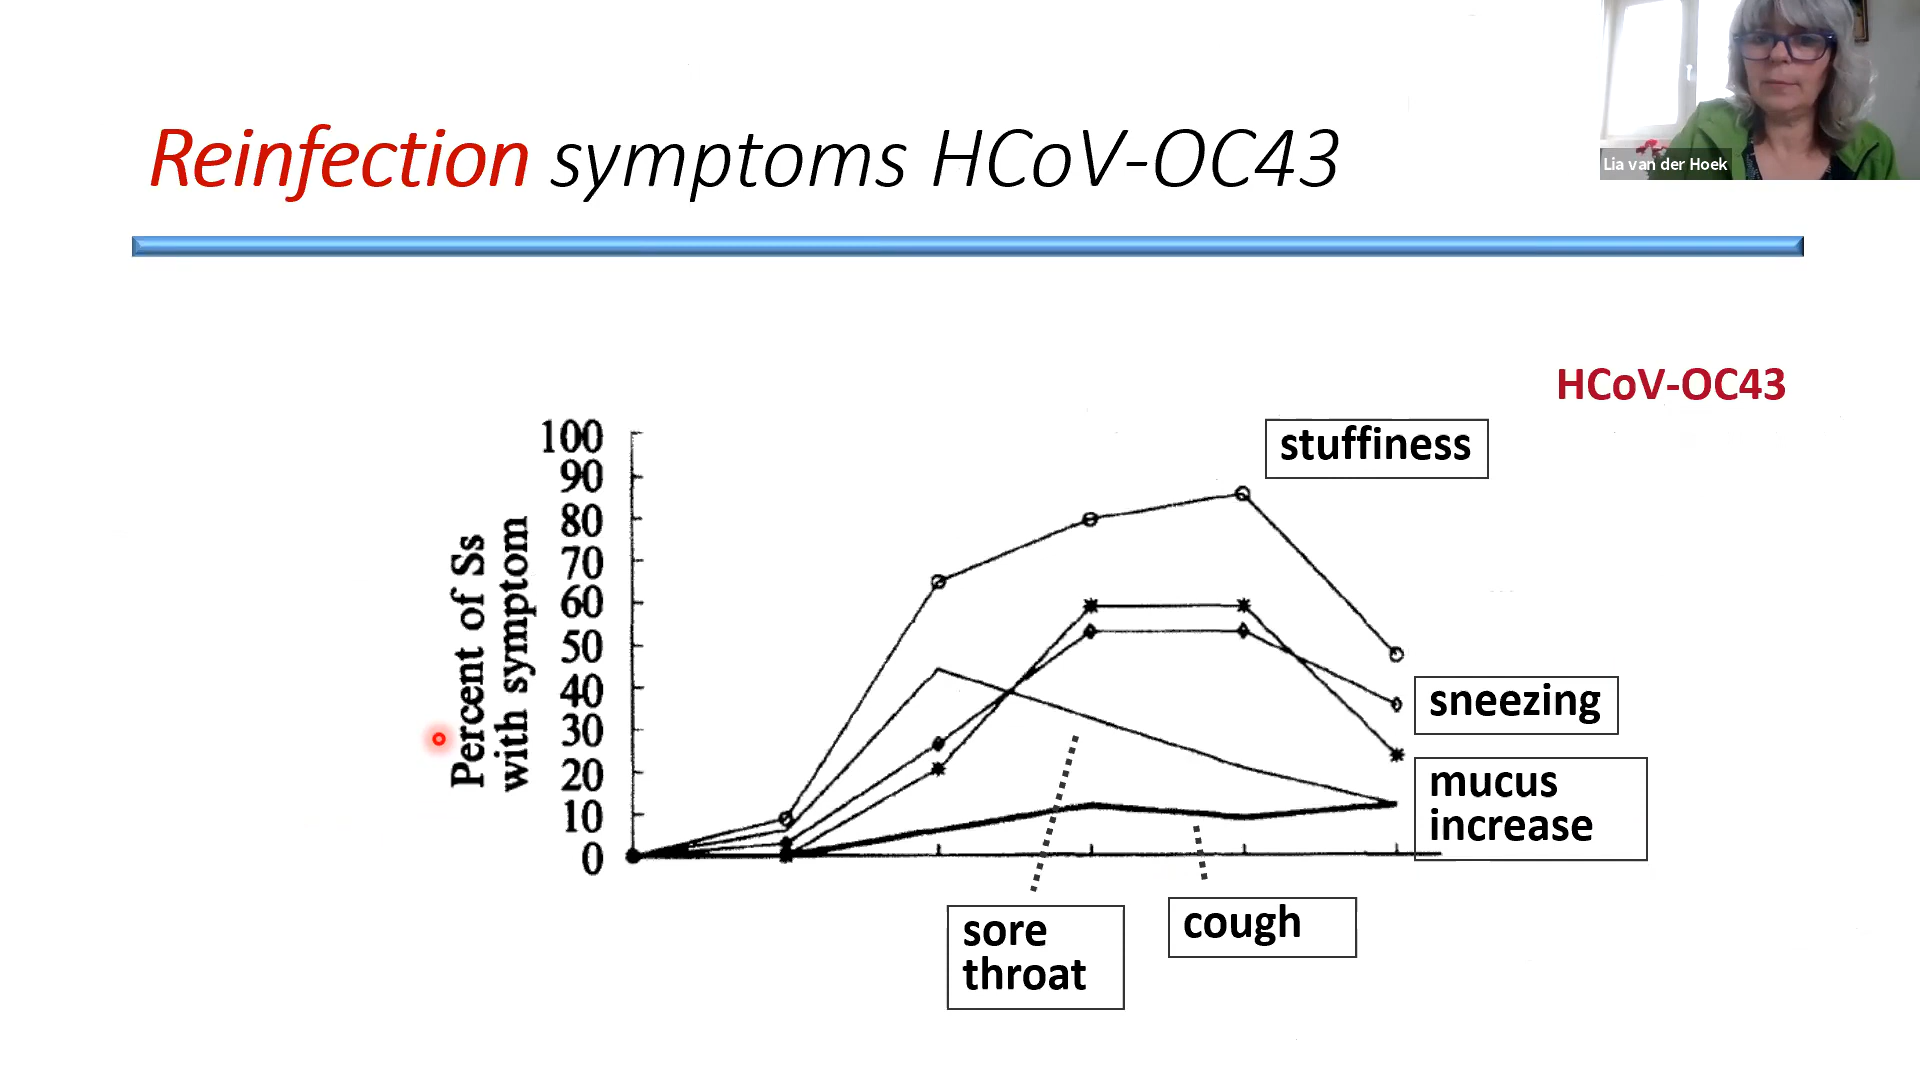 Reinfection symptoms HCoV-OC43
Lia van der Hoek
HCoV-OC43
stuffiness
Percent of Ss
with symptom
100
90
80
70
60
50
40
30
20
10
0
sneezing
mucus
increase
sore
throat
cough